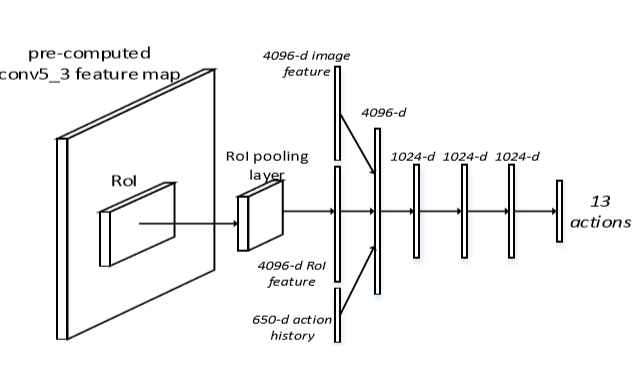 pre-computed
conv5_3 feature map
RoI
RoI pooling
layer
4096-d image
feature
4096-d RoI
feature
650-d action
history
4096-d
1024-d 1024-d 1024-d
13
actions